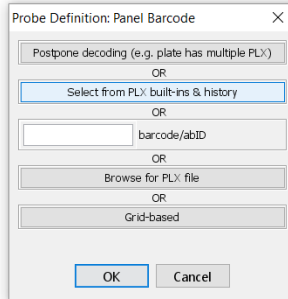 Probe Definition: Panel Barcode
Postpone decoding (e.g. plate has multiple PLX)
OR
Select from PLX built-ins & history
OR
barcode/abID
OR
Browse for PLX file
OR
Grid-based
OK Cancel